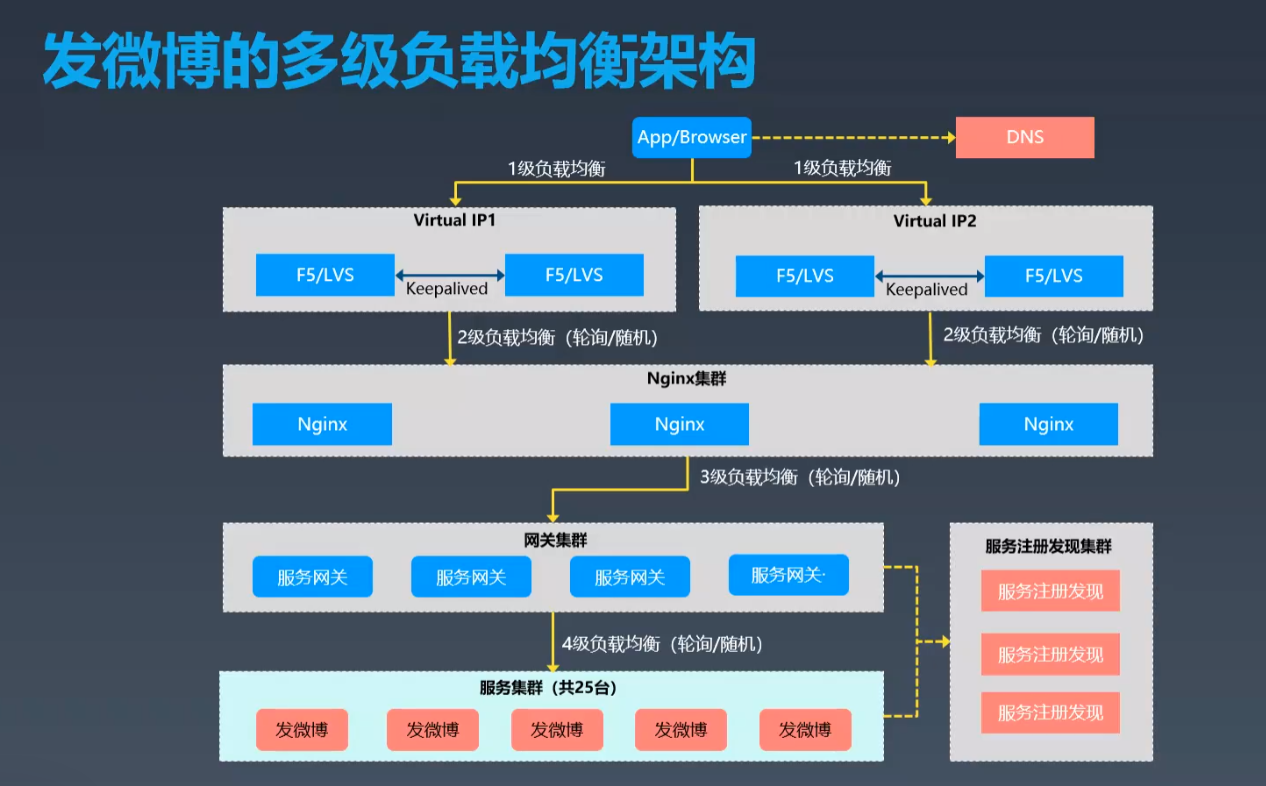 发微博的多级负载均衡架构
App/Browser
DNS
1级负载均衡
1级负载均衡
Virtual IP1
Virtual IP2
F5/LVS
Keepalived
F5/LVS
F5/LVS
Keepalived
F5/LVS
2级负载均衡（轮询/随机）
2级负载均衡（轮询/随机）
Nginx集群
Nginx
Nginx
Nginx
3级负载均衡（轮询/随机）
网关集群
服务网关
服务网关
服务网关
服务网关·
服务注册发现集群
服务注册发现
服务注册发现
服务注册发现
4级负载均衡（轮询/随机）
服务集群（共25台）
发微博
发微博
发微博
发微博
发微博